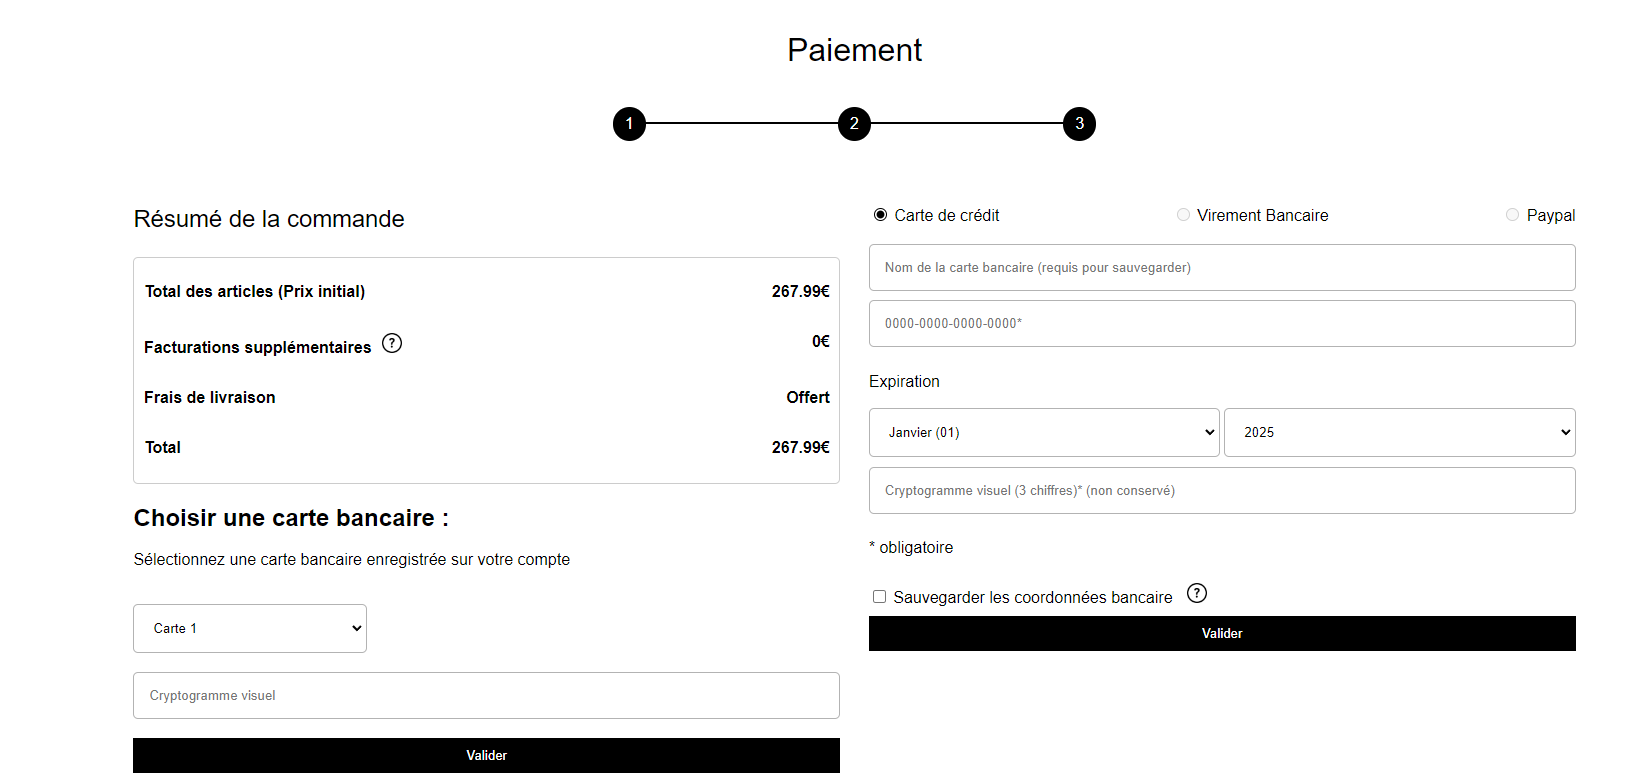 Paiement
1 2 3
Résumé de la commande
Total des articles (Prix initial) 267.99€
Facturations supplémentaires ? 0€
Frais de livraison Offert
Total 267.99€
Choisir une carte bancaire :
Sélectionnez une carte bancaire enregistrée sur votre compte
Carte 1
Cryptogramme visuel
Valider
Carte de crédit Virement Bancaire Paypal
Nom de la carte bancaire (requis pour sauvegarder)
0000-0000-0000-0000*
Expiration
Janvier (01) 2025
Cryptogramme visuel (3 chiffres)* (non conservé)
* obligatoire
Sauvegarder les coordonnées bancaire ?
Valider